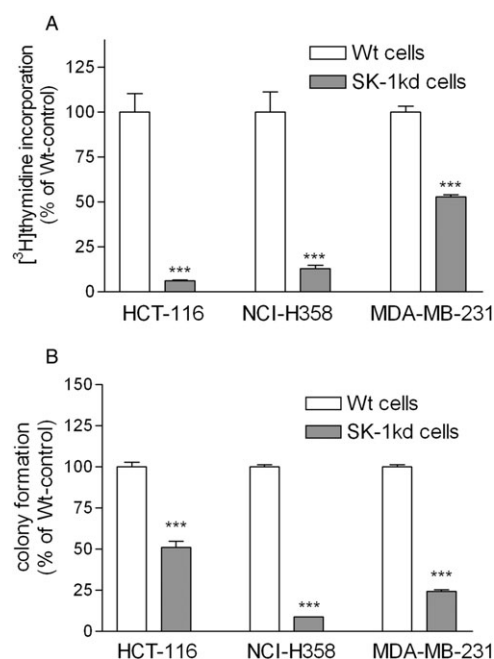 A
[³H]thymidine incorporation
(% of Wt-control)
125
100
75
50
25
0
Wt cells
SK-1kd cells
***
***
***
HCT-116
NCI-H358
MDA-MB-231
B
colony formation
(% of Wt-control)
150
125
100
75
50
25
0
Wt cells
SK-1kd cells
***
***
***
HCT-116
NCI-H358
MDA-MB-231